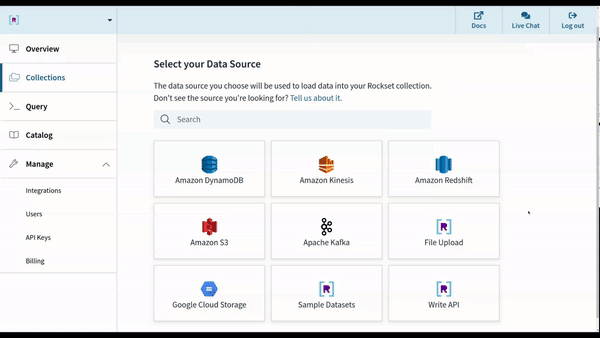 Docs
Live Chat
Log out
Overview
Collections
Query
Catalog
Manage
Integrations
Users
API Keys
Billing
Select your Data Source
The data source you choose will be used to load data into your Rockset collection.
Don't see the source you're looking for? Tell us about it.
Search
Amazon DynamoDB
Amazon Kinesis
Amazon Redshift
Amazon S3
Apache Kafka
File Upload
Google Cloud Storage
Sample Datasets
Write API